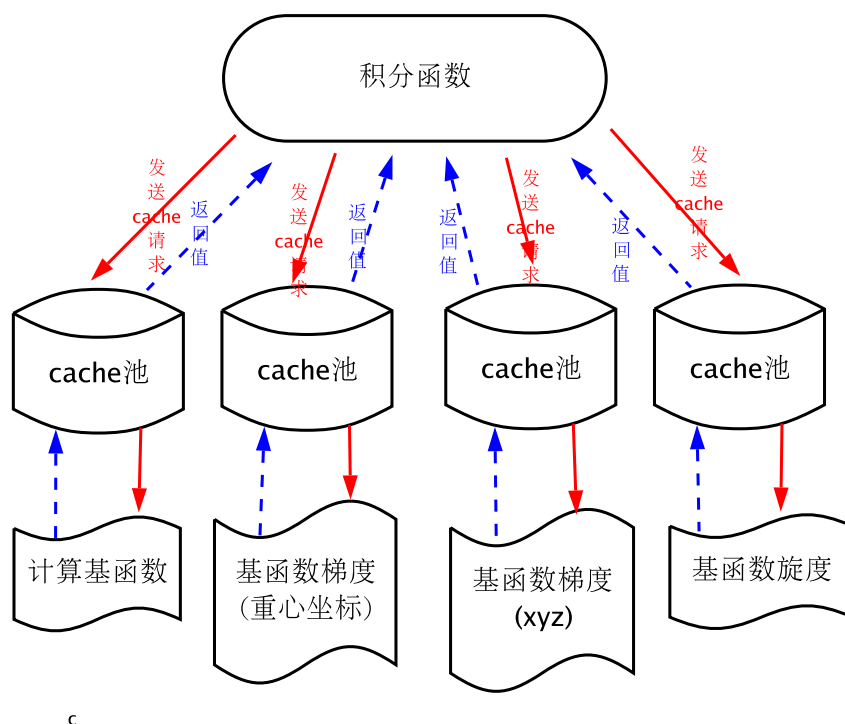 积分函数
发
送
cache
请
求
返
回
值
发
送
cache
请
求
返
回
值
返
回
值
发
送
cache
请
求
返
回
值
发
送
cache
请
求
cache池
cache池
cache池
cache池
计算基函数
基函数梯度
(重心坐标)
基函数梯度
(xyz)
基函数旋度
c